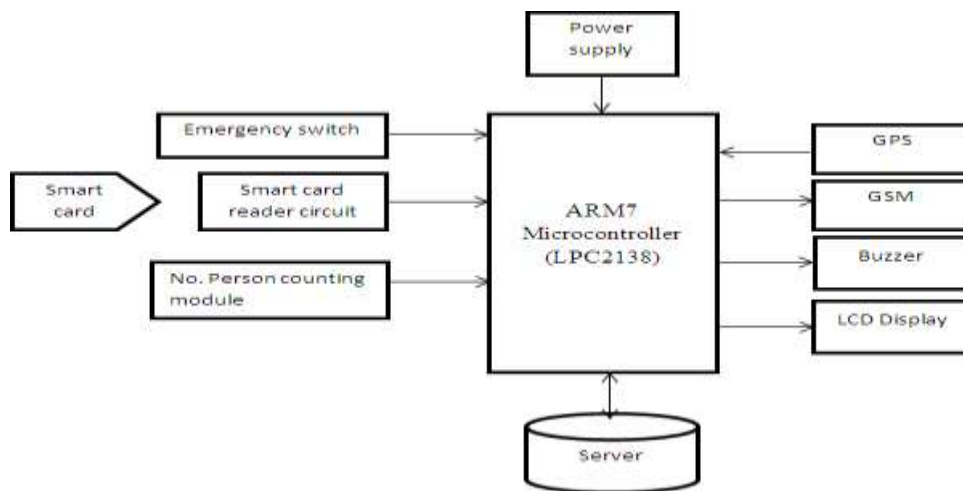 Power
supply
Emergency switch
Smart
card
Smart card
reader circuit
No. Person counting
module
ARM7
Microcontroller
(LPC2138)
GPS
GSM
Buzzer
LCD Display
Server